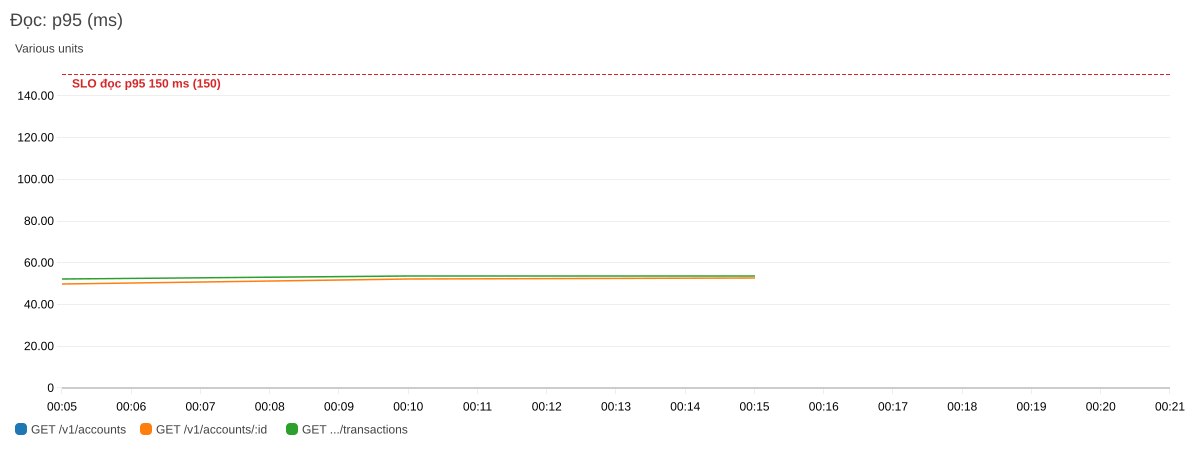 Đọc: p95 (ms)
Various units
SLO đọc p95 150 ms (150)
140.00
120.00
100.00
80.00
60.00
40.00
20.00
0
00:05 00:06 00:07 00:08 00:09 00:10 00:11 00:12 00:13 00:14 00:15 00:16 00:17 00:18 00:19 00:20 00:21
GET /v1/accounts GET /v1/accounts/:id GET .../transactions